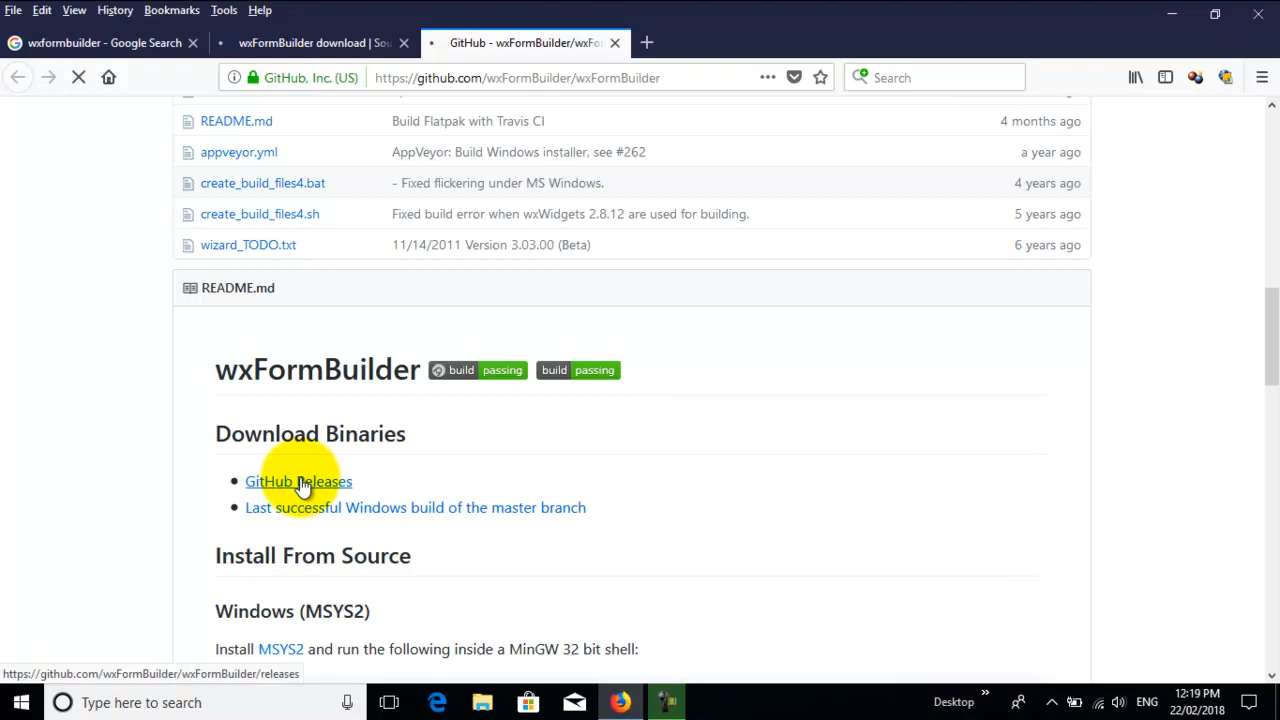 File Edit View History Bookmarks Tools Help
wxformbuilder - Google Search
wxFormBuilder download | Sou
GitHub - wxFormBuilder/wxFo
GitHub, Inc. (US)
https://github.com/wxFormBuilder/wxFormBuilder
Search
README.md Build Flatpak with Travis CI 4 months ago
appveyor.yml AppVeyor: Build Windows installer, see #262 a year ago
create_build_files4.bat - Fixed flickering under MS Windows. 4 years ago
create_build_files4.sh Fixed build error when wxWidgets 2.8.12 are used for building. 5 years ago
wizard_TODO.txt 11/14/2011 Version 3.03.00 (Beta) 6 years ago
README.md
wxFormBuilder build passing build passing
Download Binaries
GitHub Releases
Last successful Windows build of the master branch
Install From Source
Windows (MSYS2)
Install MSYS2 and run the following inside a MinGW 32 bit shell:
https://github.com/wxFormBuilder/wxFormBuilder/releases
Type here to search
Desktop
ENG
12:19 PM
22/02/2018